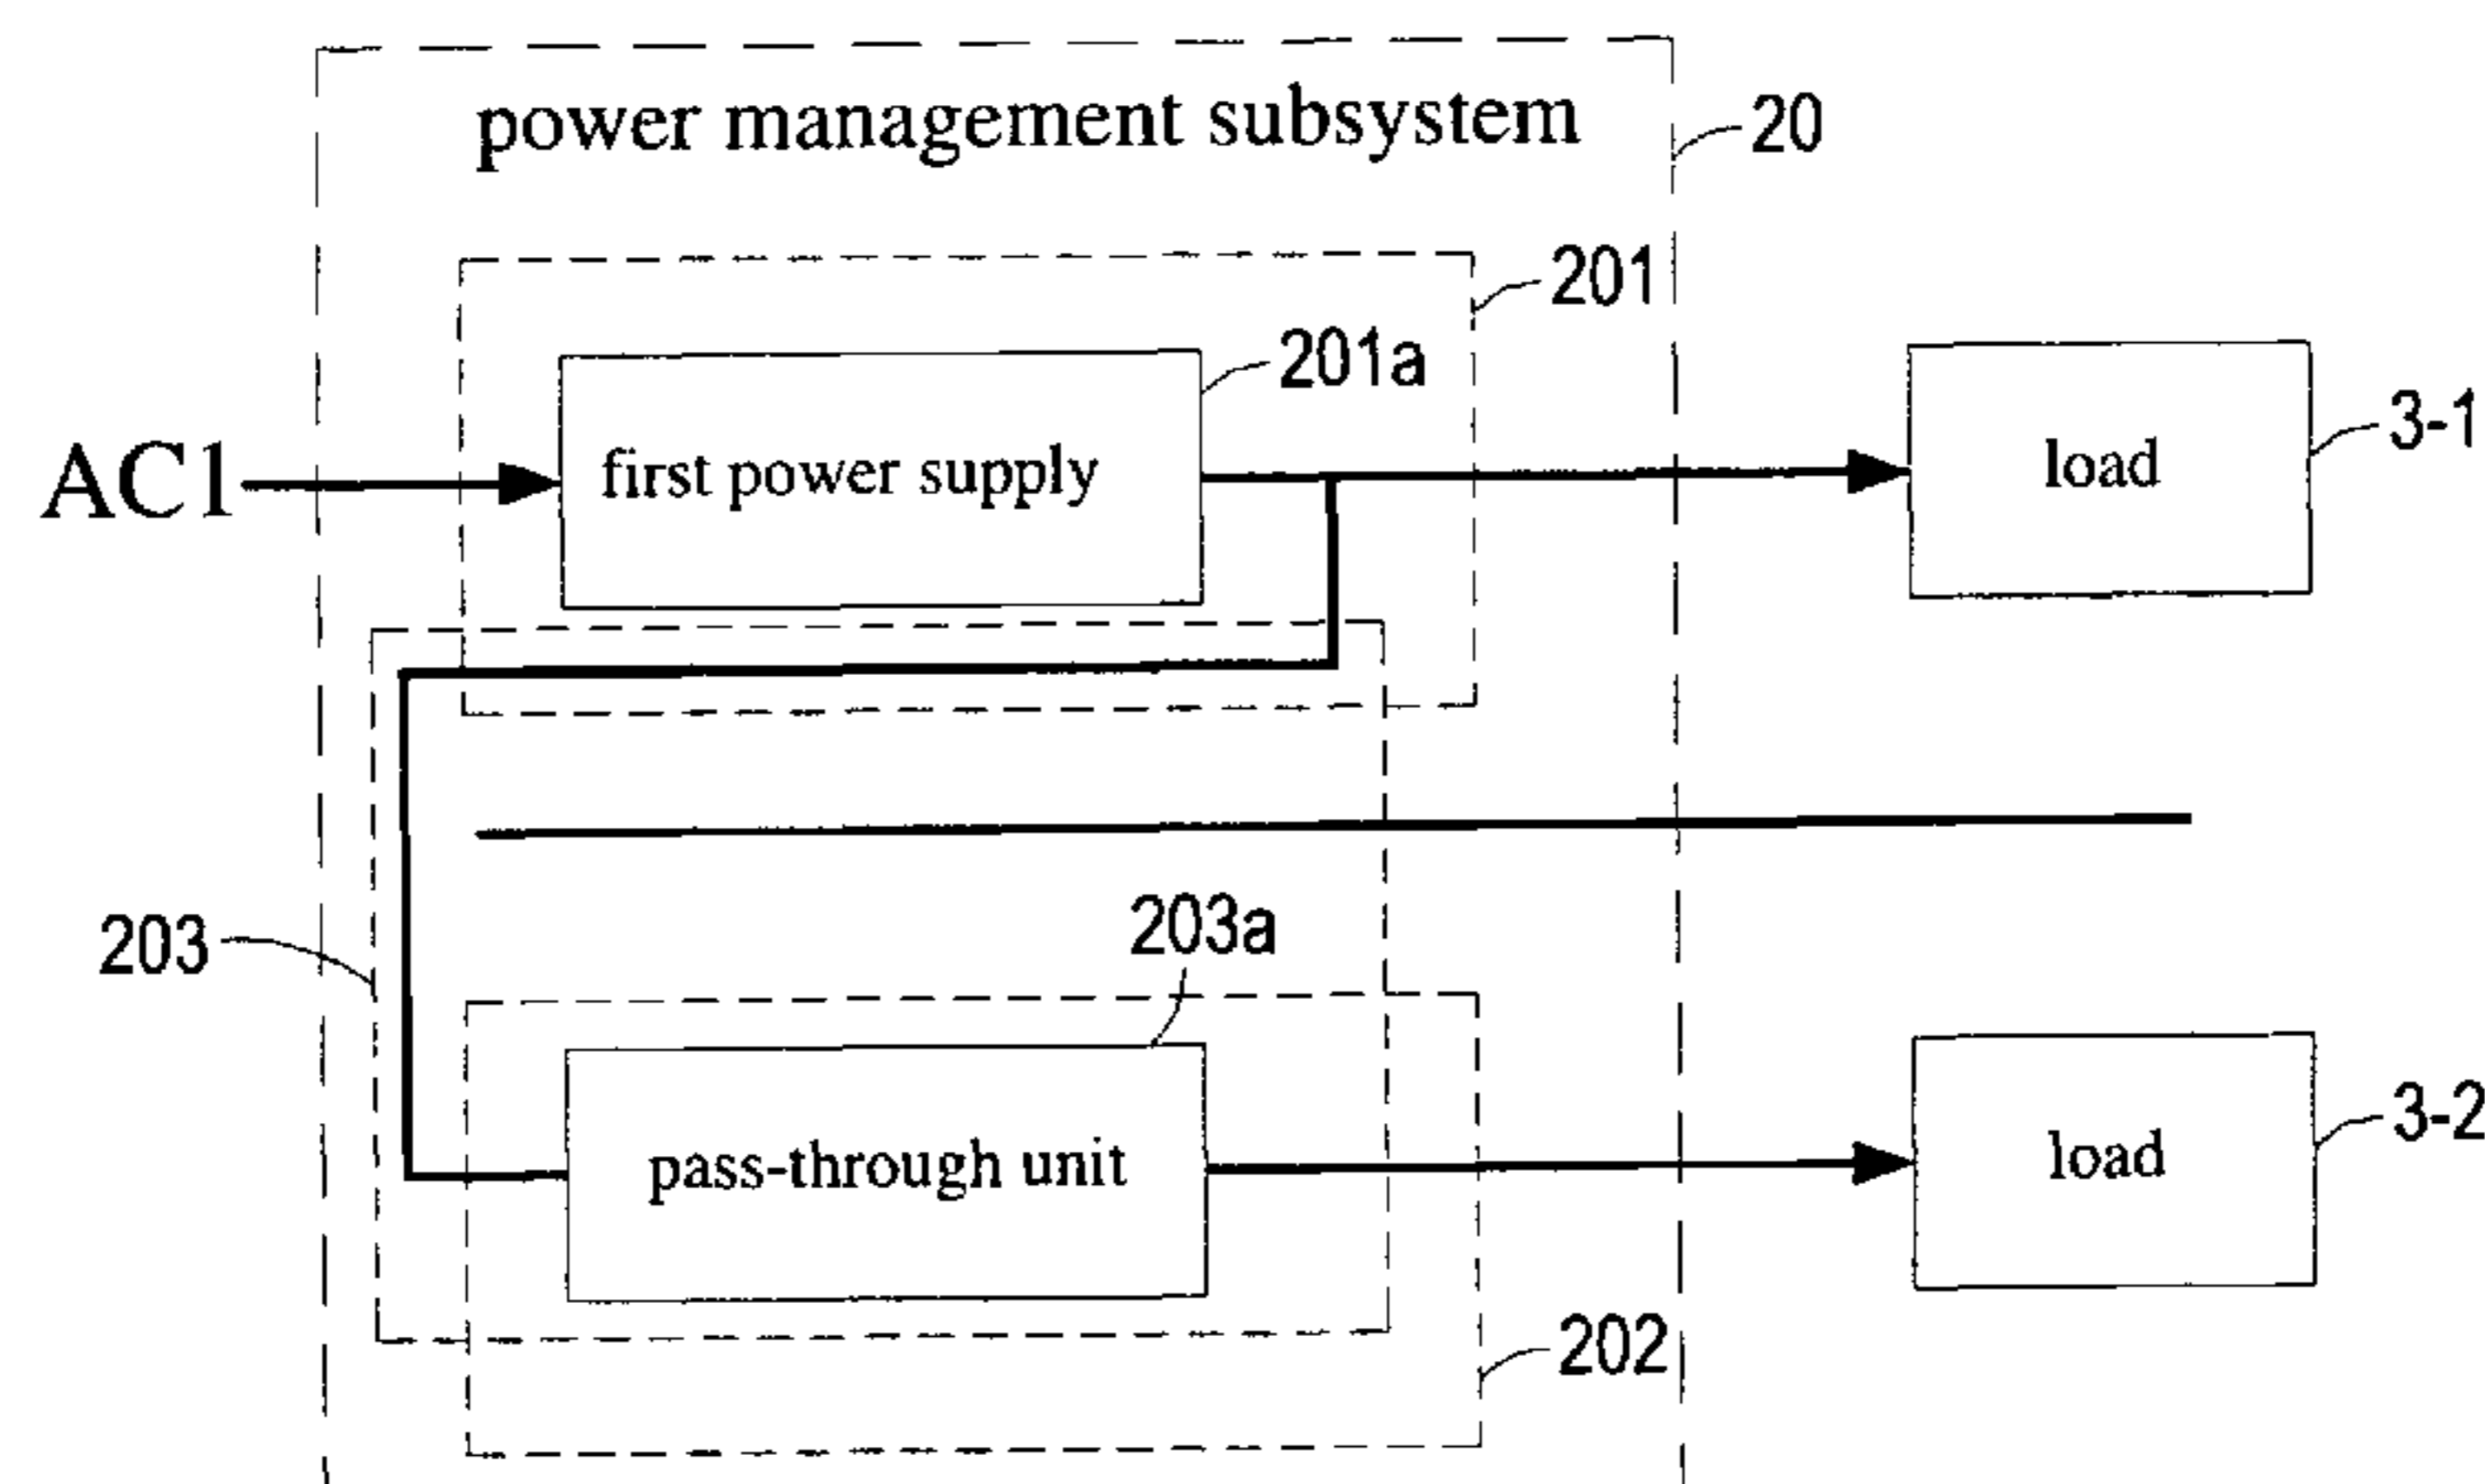 power management subsystem
20
201
201a
AC1
first power supply
load
3-1
203
203a
pass-through unit
load
3-2
202